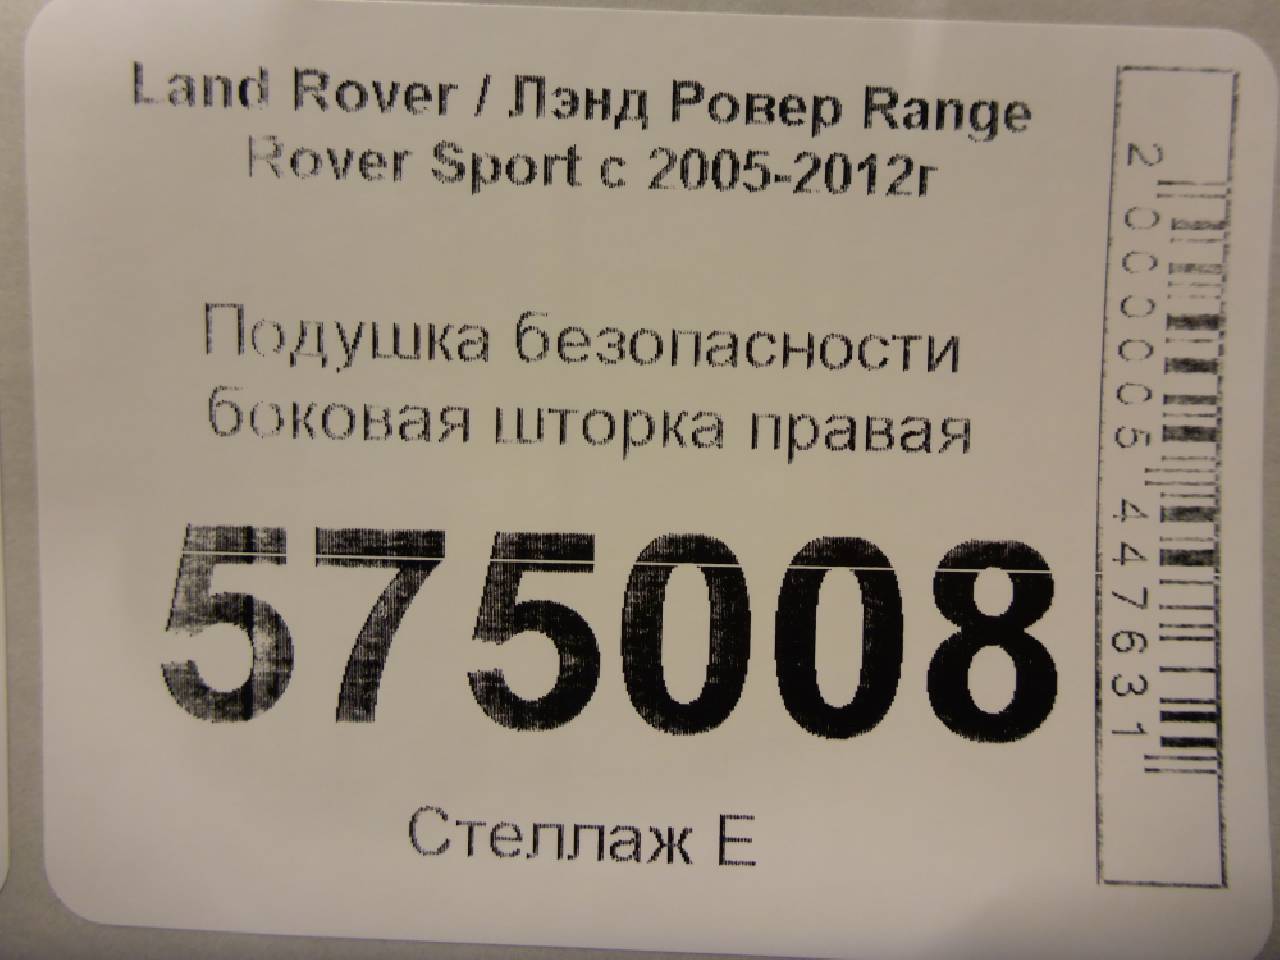 Land Rover / Лэнд Ровер Range
Rover Sport с 2005-2012г
Подушка безопасности
боковая шторка правая
575008
Стеллаж Е
2000005447631